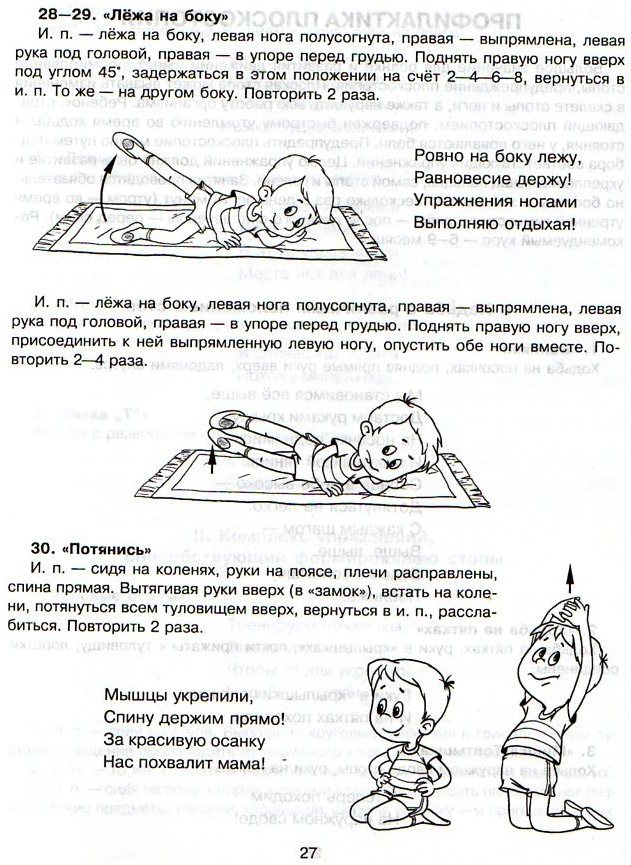 28—29. «Лёжа на боку»
И. п. — лёжа на боку, левая нога полусогнута, правая — выпрямлена, левая
рука под головой, правая — в упоре перед грудью. Поднять правую ногу вверх
под углом 45°, задержаться в этом положении на счёт 2—4—6—8, вернуться в
и. п. То же — на другом боку. Повторить 2 раза.
Ровно на боку лежу,
Равновесие держу!
Упражнения ногами
Выполняю отдыхая!
И. п. — лёжа на боку, левая нога полусогнута, правая — выпрямлена, левая
рука под головой, правая — в упоре перед грудью. Поднять правую ногу вверх,
присоединить к ней выпрямленную левую ногу, опустить обе ноги вместе. По-
вторить 2—4 раза.
30. «Потянись»
И. п. — сидя на коленях, руки на поясе, плечи расправлены,
спина прямая. Вытягивая руки вверх (в «замок»), встать на коле-
ни, потянуться всем туловищем вверх, вернуться в и. п., рассла-
биться. Повторить 2 раза.
Мышцы укрепили,
Спину держим прямо!
За красивую осанку
Нас похвалит мама!
27